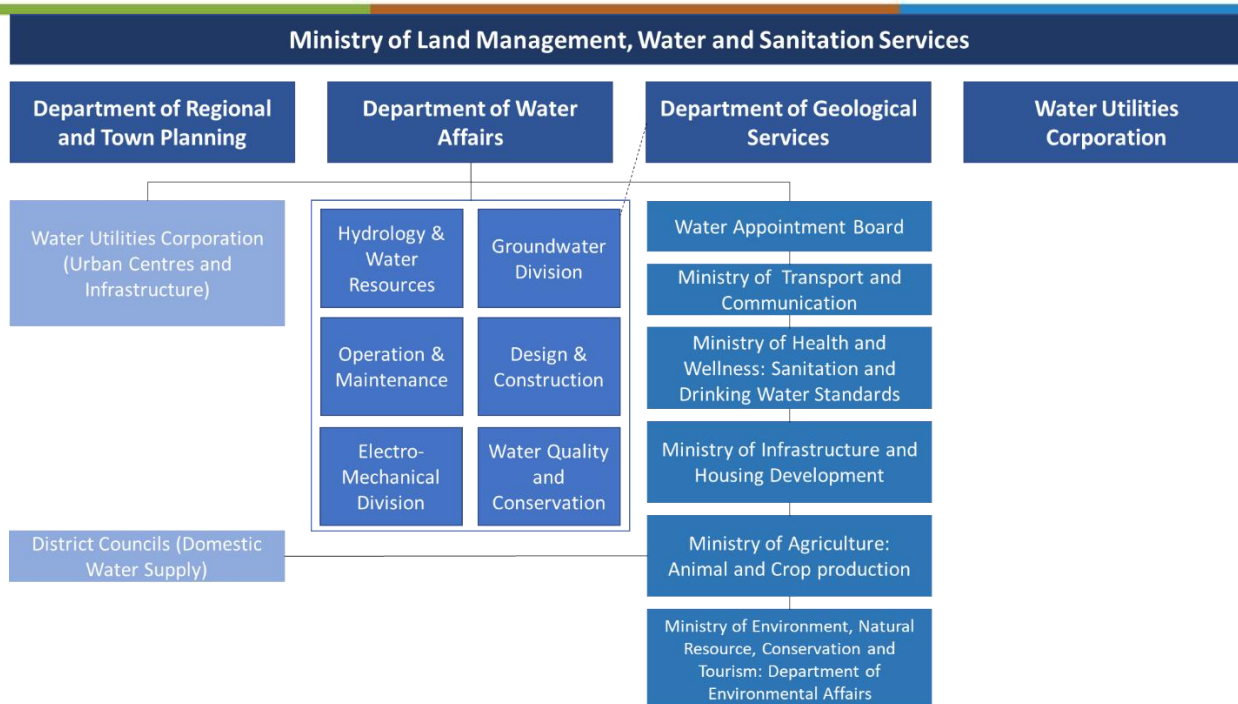 Ministry of Land Management, Water and Sanitation Services
Department of Regional
and Town Planning
Department of Water
Affairs
Department of Geological
Services
Water Utilities
Corporation
Water Utilities Corporation
(Urban Centres and
Infrastructure)
Hydrology &
Water
Resources
Groundwater
Division
Operation &
Maintenance
Design &
Construction
Electro-
Mechanical
Division
Water Quality
and
Conservation
Water Appointment Board
Ministry of Transport and
Communication
Ministry of Health and
Wellness: Sanitation and
Drinking Water Standards
Ministry of Infrastructure and
Housing Development
District Councils (Domestic
Water Supply)
Ministry of Agriculture:
Animal and Crop production
Ministry of Environment, Natural
Resource, Conservation and
Tourism: Department of
Environmental Affairs